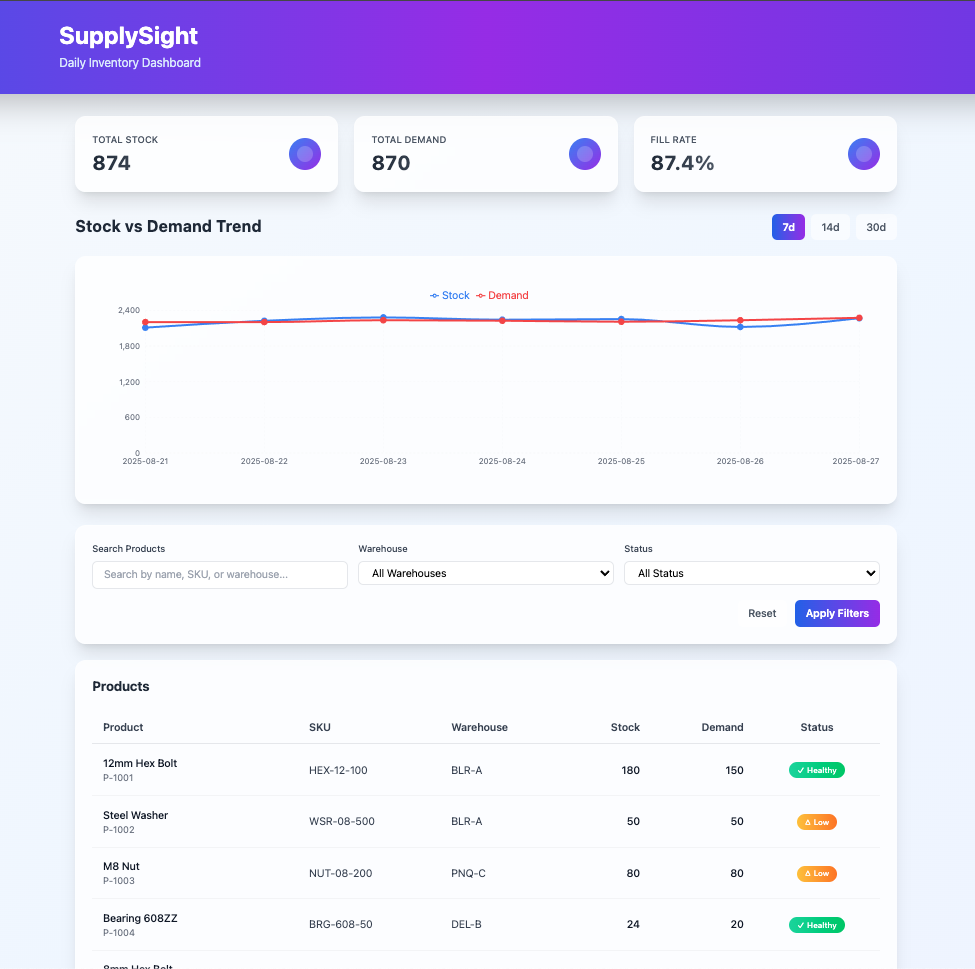 SupplySight
Daily Inventory Dashboard
TOTAL STOCK
874
TOTAL DEMAND
870
FILL RATE
87.4%
Stock vs Demand Trend
7d 14d 30d
Stock Demand
2,400
1,800
1,200
600
0
2025-08-21 2025-08-22 2025-08-23 2025-08-24 2025-08-25 2025-08-26 2025-08-27
Search Products
Search by name, SKU, or warehouse...
Warehouse
All Warehouses
Status
All Status
Reset Apply Filters
Products
Product SKU Warehouse Stock Demand Status
12mm Hex Bolt
P-1001
HEX-12-100 BLR-A 180 150 ✓ Healthy
Steel Washer
P-1002
WSR-08-500 BLR-A 50 50 ⚠ Low
M8 Nut
P-1003
NUT-08-200 PNQ-C 80 80 ⚠ Low
Bearing 608ZZ
P-1004
BRG-608-50 DEL-B 24 20 ✓ Healthy
8mm Hex Bolt